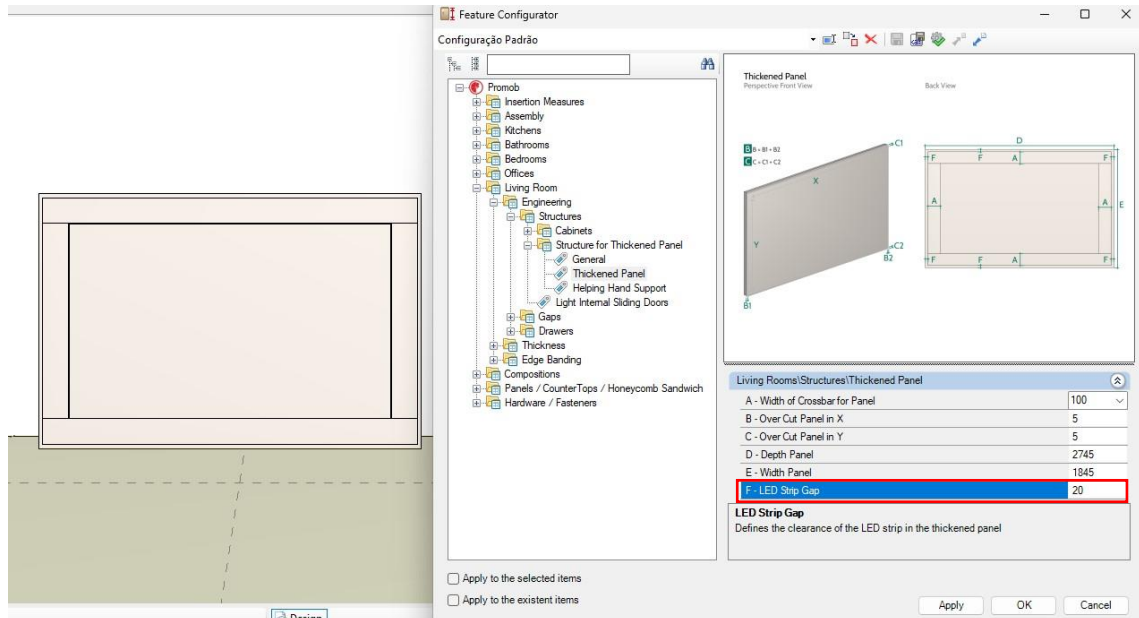 Feature Configurator
Configuração Padrão
Promob
Insertion Measures
Assembly
Kitchens
Bathrooms
Bedrooms
Offices
Living Room
Engineering
Structures
Cabinets
Structure for Thickened Panel
General
Thickened Panel
Helping Hand Support
Light Internal Sliding Doors
Gaps
Drawers
Thickness
Edge Banding
Compositions
Panels / CounterTops / Honeycomb Sandwich
Hardware / Fasteners
Thickened Panel
Perspective Front View
Back View
B B - B1 - B2
C C - C1 - C2
C1
X
Y
C2
B2
B1
D
F F A F
A A E
F F A F
Living Rooms\Structures\Thickened Panel
A - Width of Crossbar for Panel 100
B - Over Cut Panel in X 5
C - Over Cut Panel in Y 5
D - Depth Panel 2745
E - Width Panel 1845
F - LED Strip Gap 20
LED Strip Gap
Defines the clearance of the LED strip in the thickened panel
Apply to the selected items
Apply to the existent items
Apply OK Cancel
Design